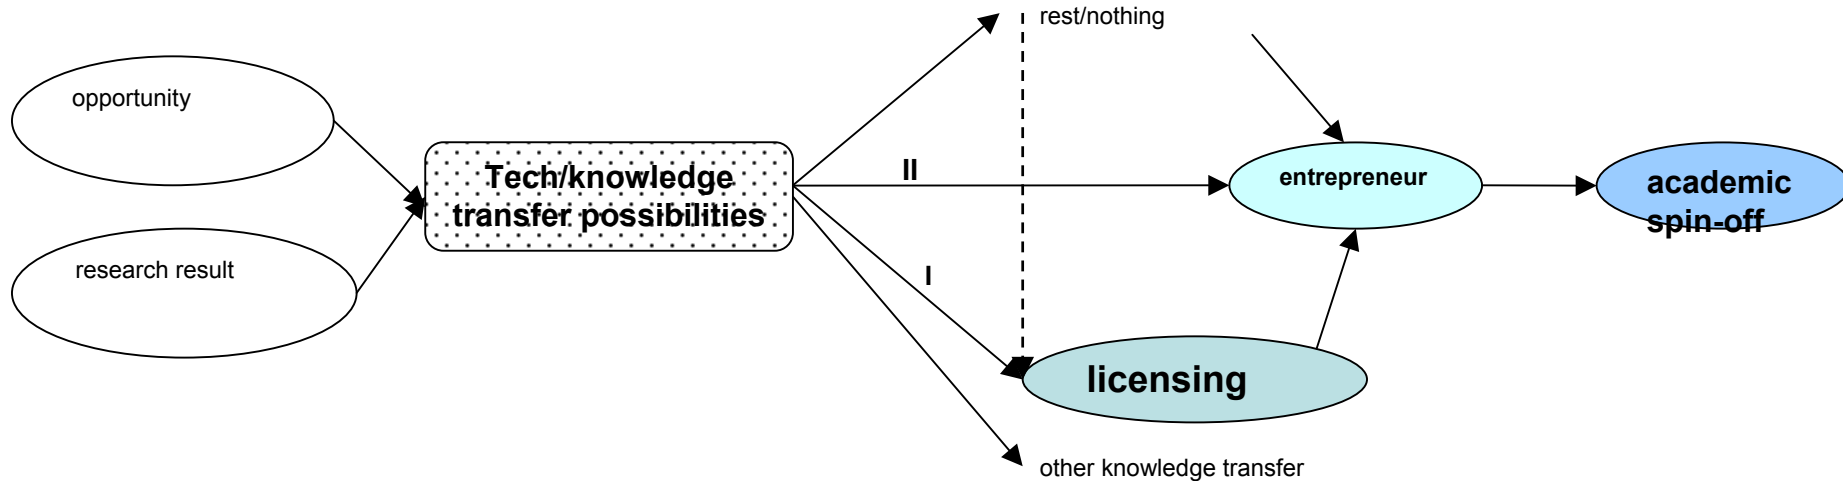 rest/nothing
opportunity
Tech/knowledge
transfer possibilities
II
entrepreneur
academic
spin-off
research result
I
licensing
other knowledge transfer